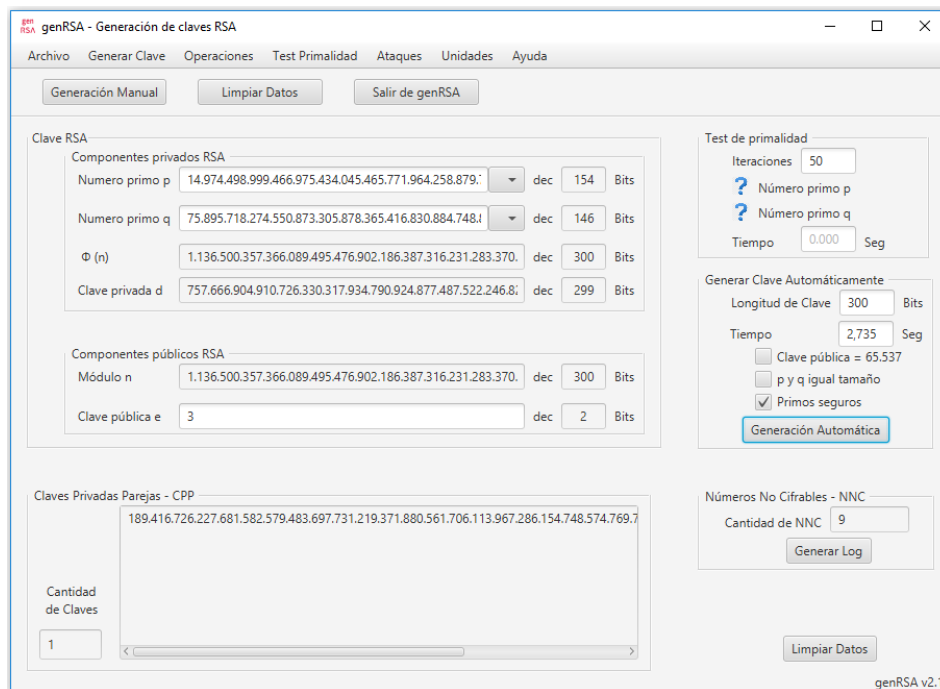 gen RSA genRSA - Generación de claves RSA
Archivo Generar Clave Operaciones Test Primalidad Ataques Unidades Ayuda
Generación Manual Limpiar Datos Salir de genRSA
Clave RSA
Componentes privados RSA
Numero primo p 14.974.498.999.466.975.434.045.465.771.964.258.879. dec 154 Bits
Numero primo q 75.895.718.274.550.873.305.878.365.416.830.884.748. dec 146 Bits
Φ (n) 1.136.500.357.366.089.495.476.902.186.387.316.231.283.370. dec 300 Bits
Clave privada d 757.666.904.910.726.330.317.934.790.924.877.487.522.246.8 dec 299 Bits
Componentes públicos RSA
Módulo n 1.136.500.357.366.089.495.476.902.186.387.316.231.283.370. dec 300 Bits
Clave pública e 3 dec 2 Bits
Test de primalidad
Iteraciones 50
? Número primo p
? Número primo q
Tiempo 0.000 Seg
Generar Clave Automáticamente
Longitud de Clave 300 Bits
Tiempo 2,735 Seg
Clave pública = 65.537
p y q igual tamaño
Primos seguros
Generación Automática
Claves Privadas Parejas - CPP
189.416.726.227.681.582.579.483.697.731.219.371.880.561.706.113.967.286.154.748.574.769.7
Cantidad
de Claves
1
Números No Cifrables - NNC
Cantidad de NNC 9
Generar Log
Limpiar Datos
genRSA v2.1